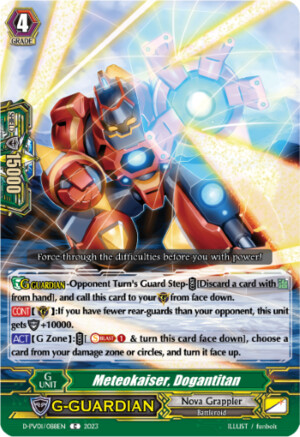 4
GRADE
15000
Force through the difficulties before you with power!
G GUARDIAN -Opponent Turn's Guard Step- [Discard a card with
from hand], and call this card to your G from face down.
CONT [G]:If you have fewer rear-guards than your opponent, this unit
gets +10000.
ACT [G Zone]:[ 1 & turn this card face down], choose a
card from your damage zone or circles, and turn it face up.
G
UNIT
Meteokaiser, Dogantitan
G-GUARDIAN
Nova Grappler
Battleroid
D-PV01/088EN C 2023
ILLUST / Funbolt